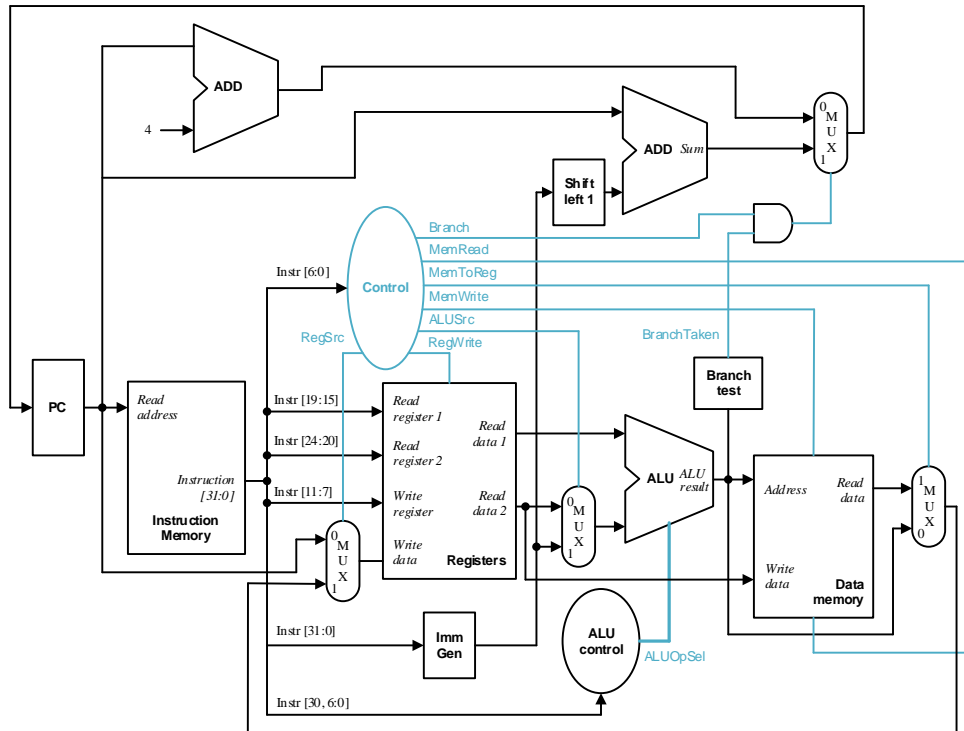 ADD
4
ADD Sum
0
M
U
X
1
Shift
left 1
Branch
MemRead
MemToReg
MemWrite
ALUSrc
RegWrite
Instr [6:0]
Control
RegSrc
BranchTaken
PC
Read
address
Instruction
[31:0]
Instruction
Memory
Instr [19:15]
Instr [24:20]
Instr [11:7]
Read
register 1
Read
register 2
Write
register
Write
data
Read
data 1
Read
data 2
Registers
0
M
U
X
1
0
M
U
X
1
ALU
ALU
result
Branch
test
Address
Read
data
Write
data
Data
memory
1
M
U
X
0
Instr [31:0]
Imm
Gen
ALU
control
ALUOpSel
Instr [30, 6:0]